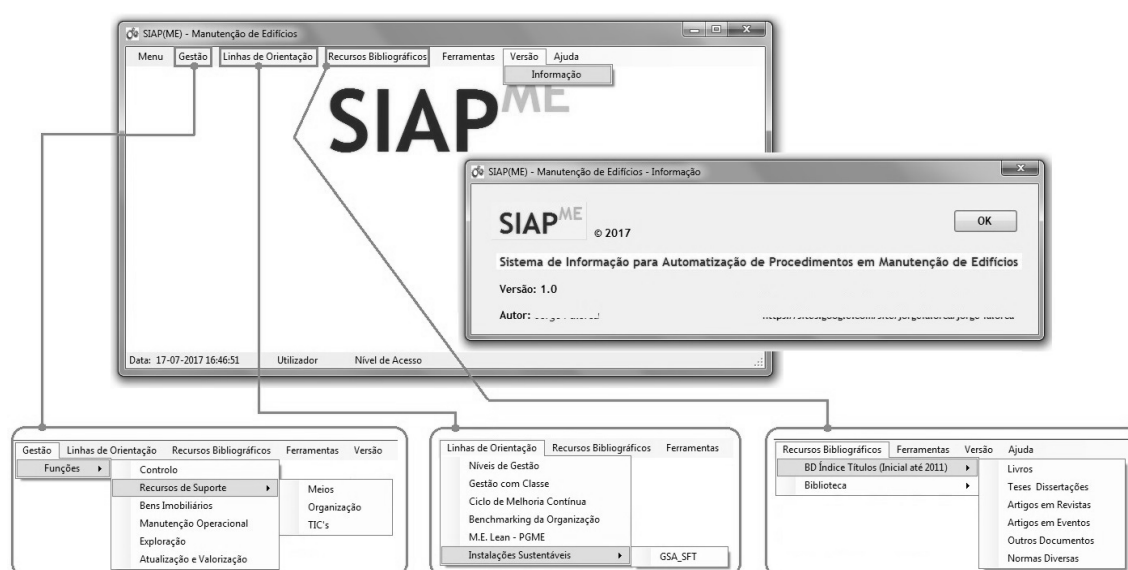 SIAP(ME) - Manutenção de Edifícios
Menu Gestão Linhas de Orientação Recursos Bibliográficos Ferramentas Versão Ajuda
Informação
SIAP ME
SIAP(ME) - Manutenção de Edifícios - Informação
SIAP ME © 2017
OK
Sistema de Informação para Automatização de Procedimentos em Manutenção de Edifícios
Versão: 1.0
Autor:
Data: 17-07-2017 16:46:51 Utilizador Nível de Acesso
Gestão Linhas de Orientação Recursos Bibliográficos Ferramentas Versão
Funções
Controlo
Recursos de Suporte
Bens Imobiliários
Manutenção Operacional
Exploração
Atualização e Valorização
Meios
Organização
TIC's
Linhas de Orientação Recursos Bibliográficos Ferramentas
Níveis de Gestão
Gestão com Classe
Ciclo de Melhoria Contínua
Benchmarking da Organização
M.E. Lean - PGME
Instalações Sustentáveis
GSA_SFT
Recursos Bibliográficos Ferramentas Versão Ajuda
BD Índice Títulos (Inicial até 2011)
Biblioteca
Livros
Teses Dissertações
Artigos em Revistas
Artigos em Eventos
Outros Documentos
Normas Diversas